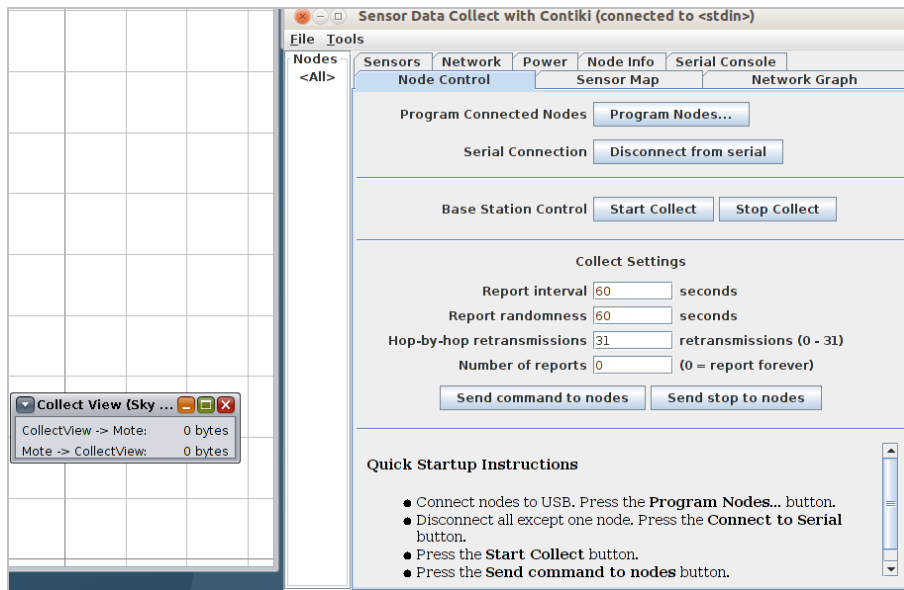 Sensor Data Collect with Contiki (connected to <stdin>)
File Tools
Nodes
<All>
Sensors Network Power Node Info Serial Console
Node Control Sensor Map Network Graph
Program Connected Nodes Program Nodes...
Serial Connection Disconnect from serial
Base Station Control Start Collect Stop Collect
Collect Settings
Report interval 60 seconds
Report randomness 60 seconds
Hop-by-hop retransmissions 31 retransmissions (0 - 31)
Number of reports 0 (0 = report forever)
Send command to nodes Send stop to nodes
Collect View (Sky ...
CollectView -> Mote: 0 bytes
Mote -> CollectView: 0 bytes
Quick Startup Instructions
Connect nodes to USB. Press the Program Nodes... button.
Disconnect all except one node. Press the Connect to Serial
button.
Press the Start Collect button.
Press the Send command to nodes button.